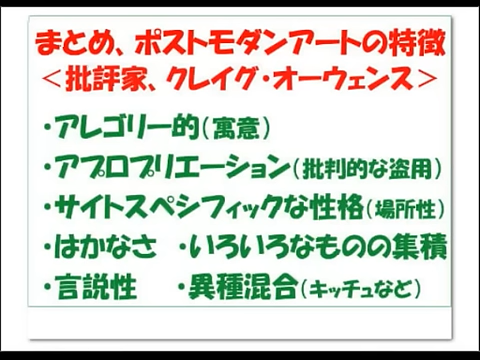 まとめ、ポストモダンアートの特徴
＜批評家、クレイグ・オーウェンス＞
・アレゴリー的（寓意）
・アプロプリエーション（批判的な盗用）
・サイトスペシフィックな性格（場所性）
・はかなさ ・いろいろなものの集積
・言説性 ・異種混合（キッチュなど）